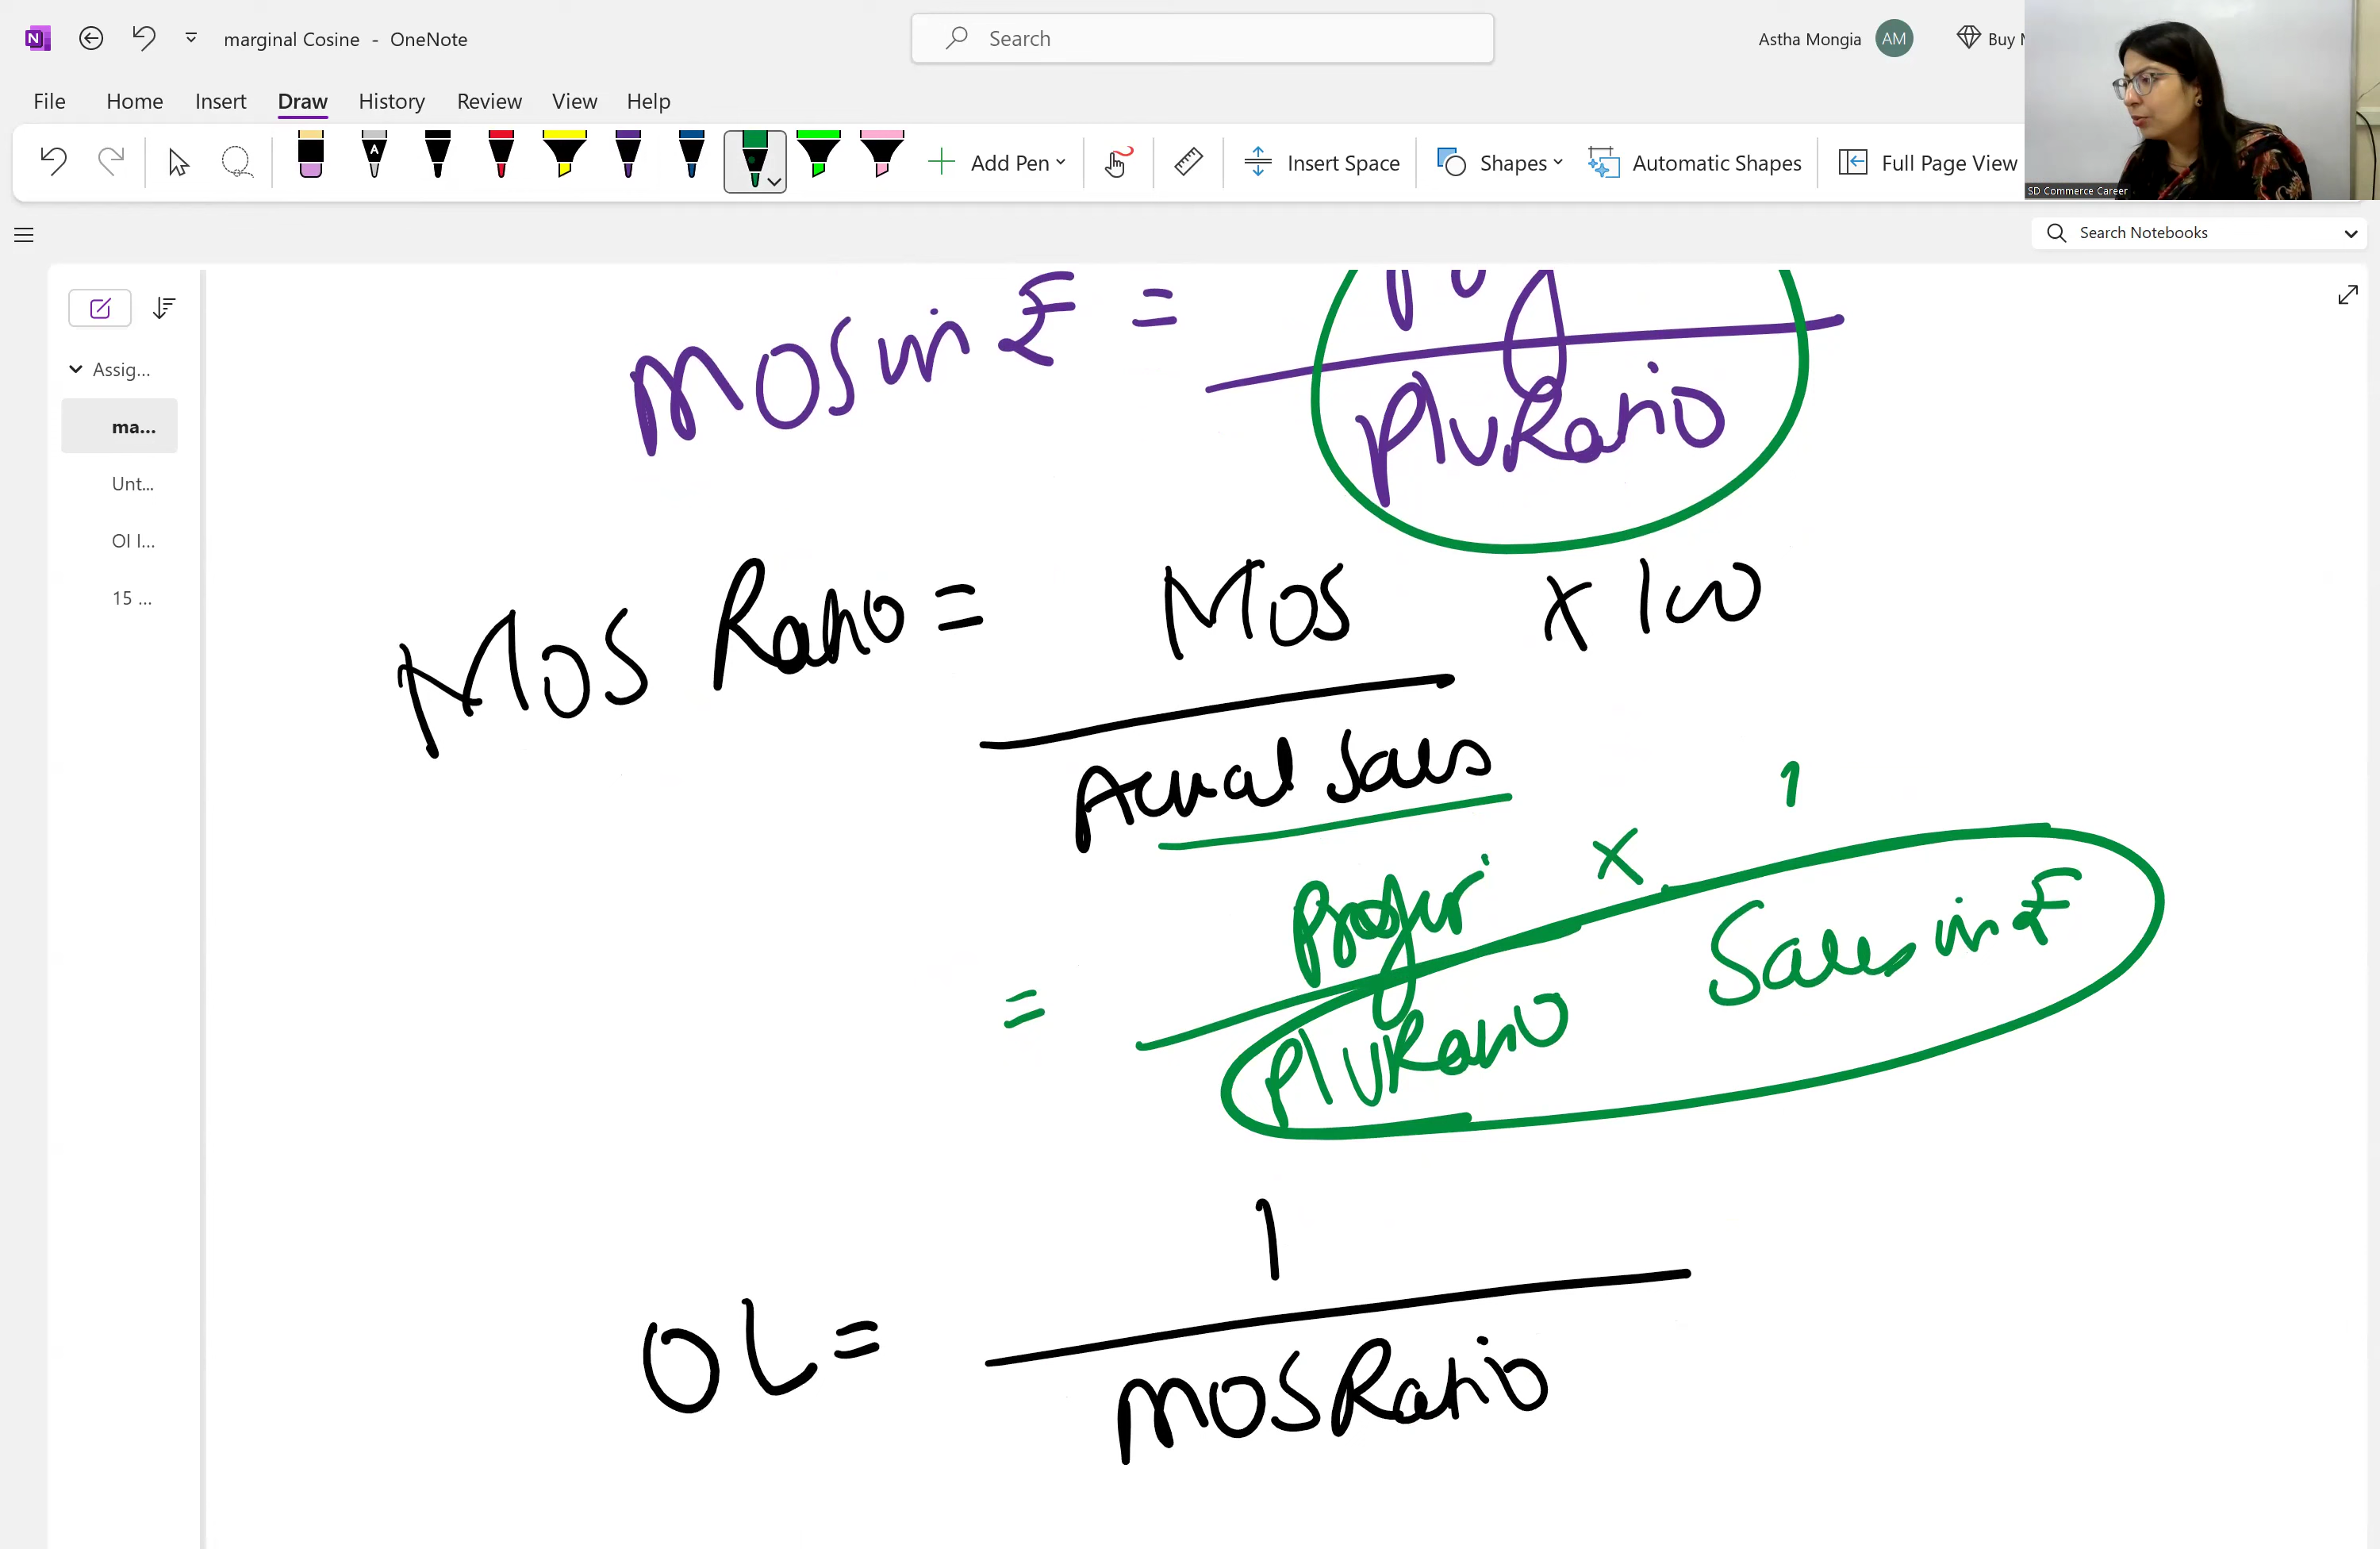 marginal Cosine - OneNote
Search
Astha Mongia AM
Buy
File Home Insert Draw History Review View Help
Add Pen
Insert Space
Shapes
Automatic Shapes
Full Page View
SD Commerce Career
Search Notebooks
Assig...
ma...
Unt...
OI I...
15 ...
MOS in ₹ =
P/V Ratio
MOS Ratio = MOS x 100
Actual Sales
= Profit x 1
P/V Ratio Sales in ₹
OL = 1
MOS Ratio